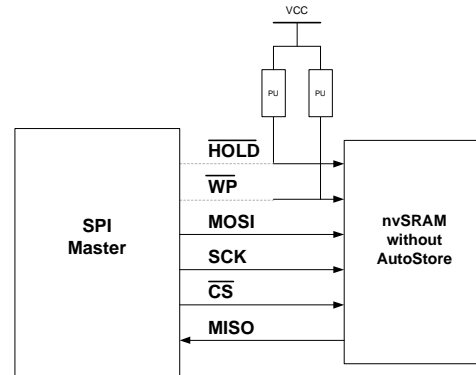 VCC
PU
PU
HOLD
WP
MOSI
SCK
CS
MISO
SPI
Master
nvSRAM
without
AutoStore